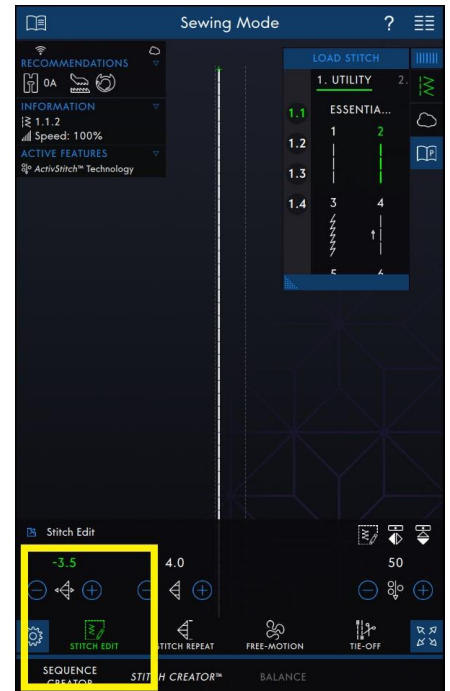 Sewing Mode ?
RECOMMENDATIONS
0A
INFORMATION
1.1.2
Speed: 100%
ACTIVE FEATURES
ActivStitch™ Technology
LOAD STITCH
1. UTILITY 2.
1.1 ESSENTIA...
1 2
1.2
1.3
1.4 3 4
5 6
P
Stitch Edit
-3.5 4.0 50
STITCH EDIT STITCH REPEAT FREE-MOTION TIE-OFF
SEQUENCE
CREATOR STITCH CREATOR™ BALANCE